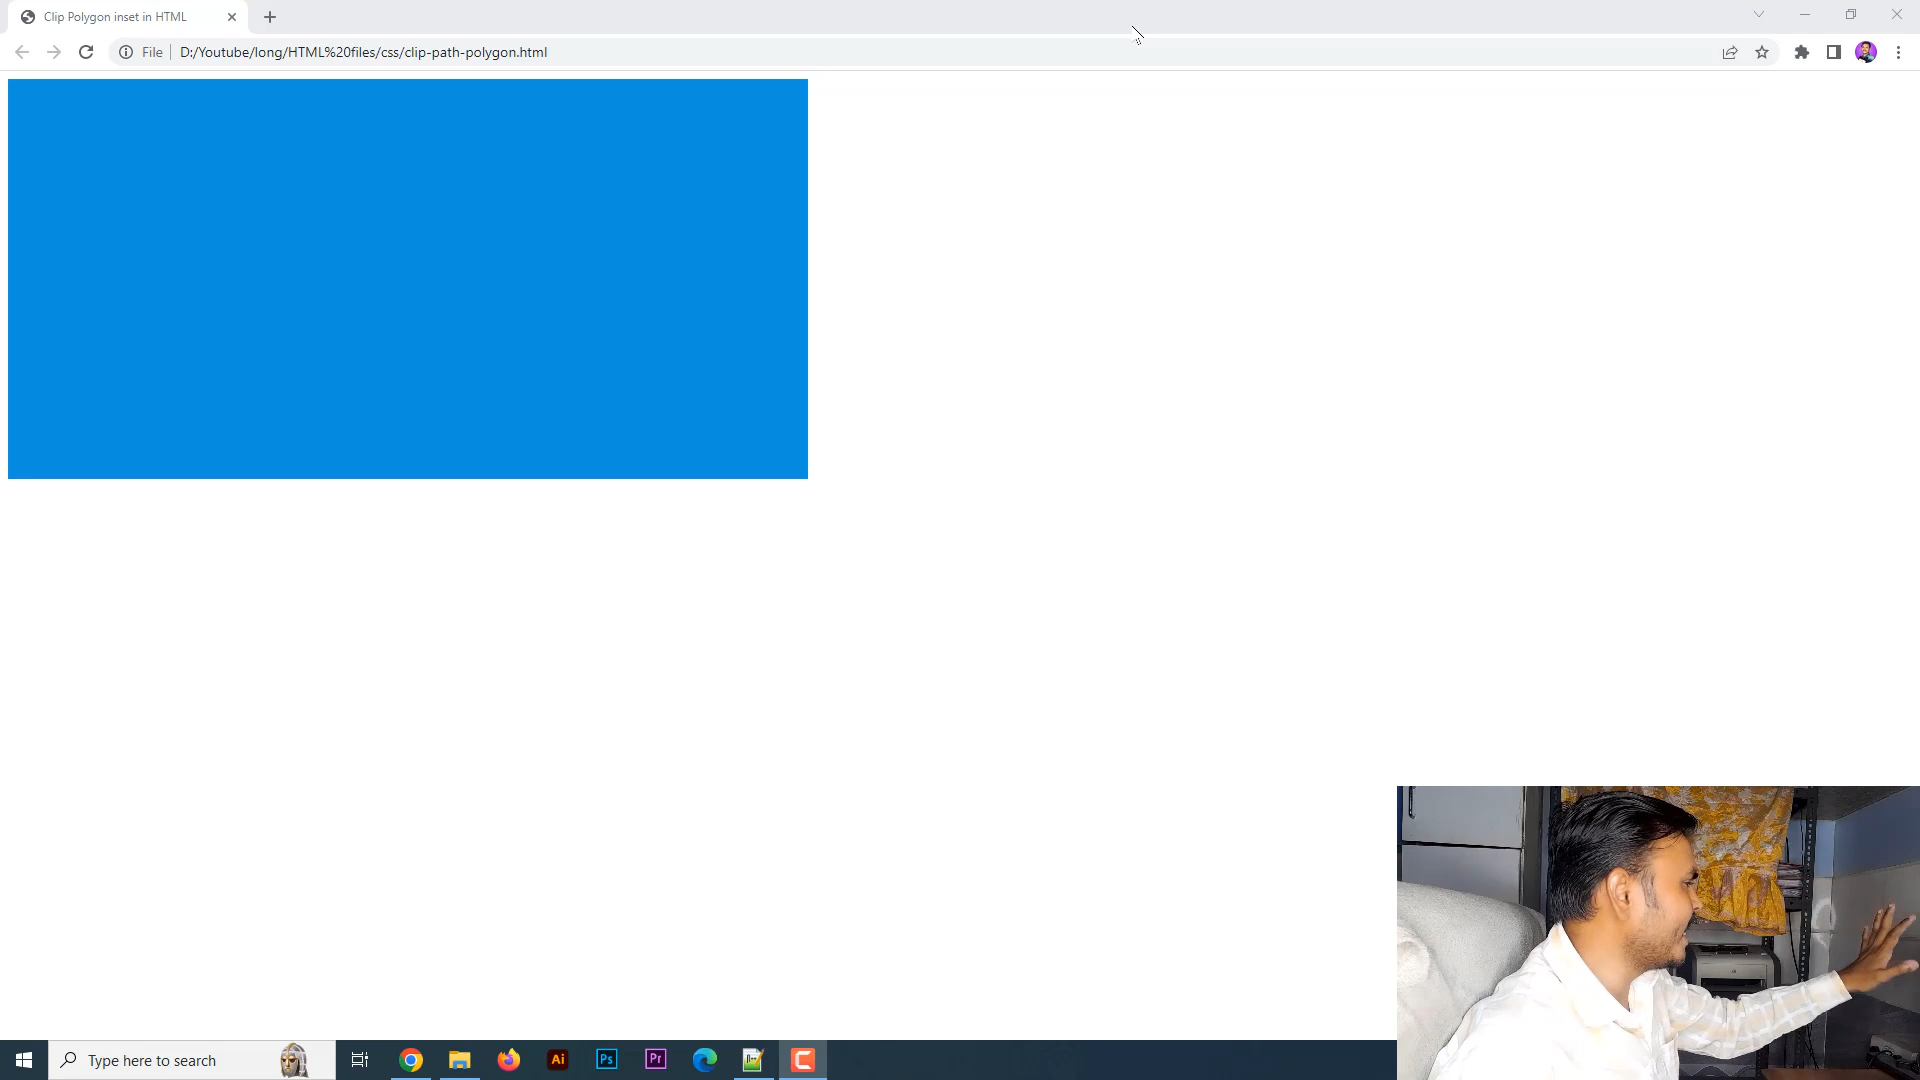 Clip Polygon inset in HTML
File
D:/Youtube/long/HTML%20files/css/clip-path-polygon.html
Type here to search
Ai
Ps
Pr